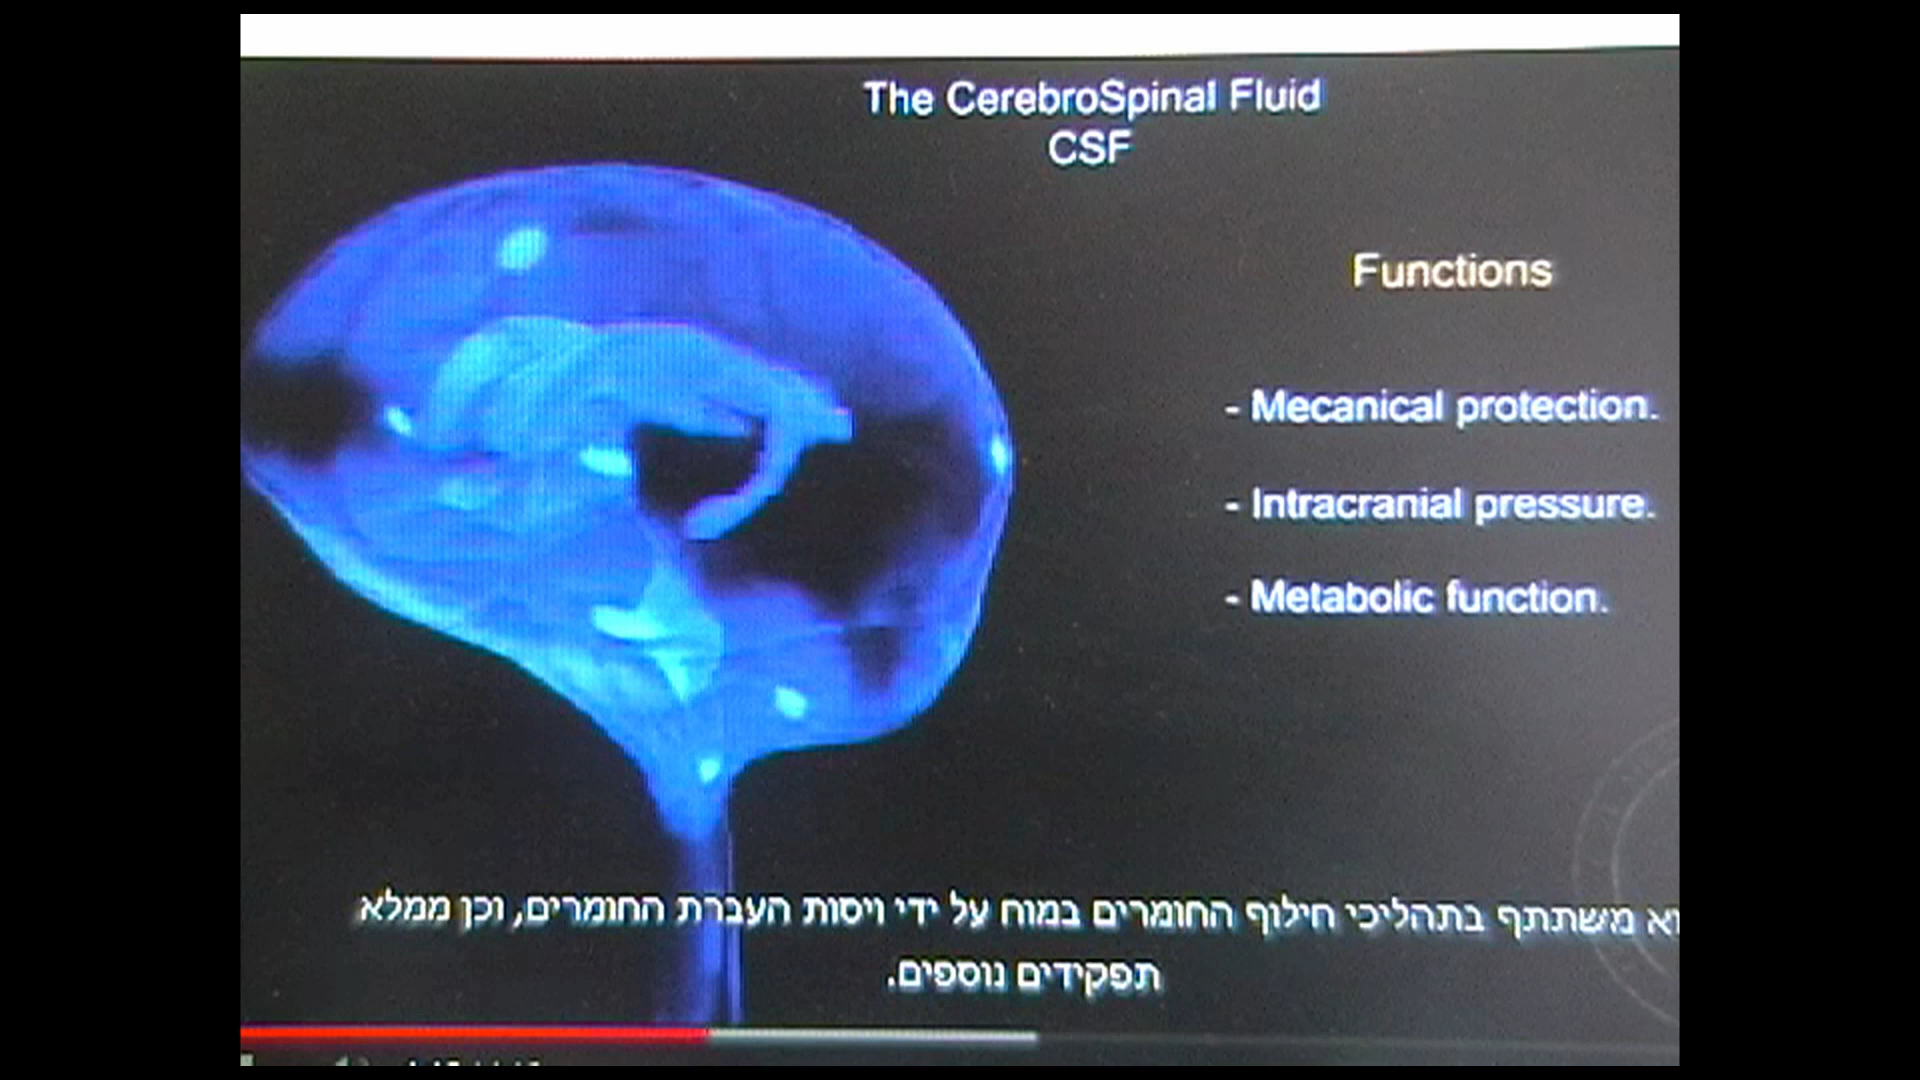 The CerebroSpinal Fluid
CSF
Functions
- Mecanical protection.
- Intracranial pressure.
- Metabolic function.
משתתף בתהליכי חילוף החומרים במוח על ידי ויסות העברת החומרים, וכן ממלא
תפקידים נוספים.